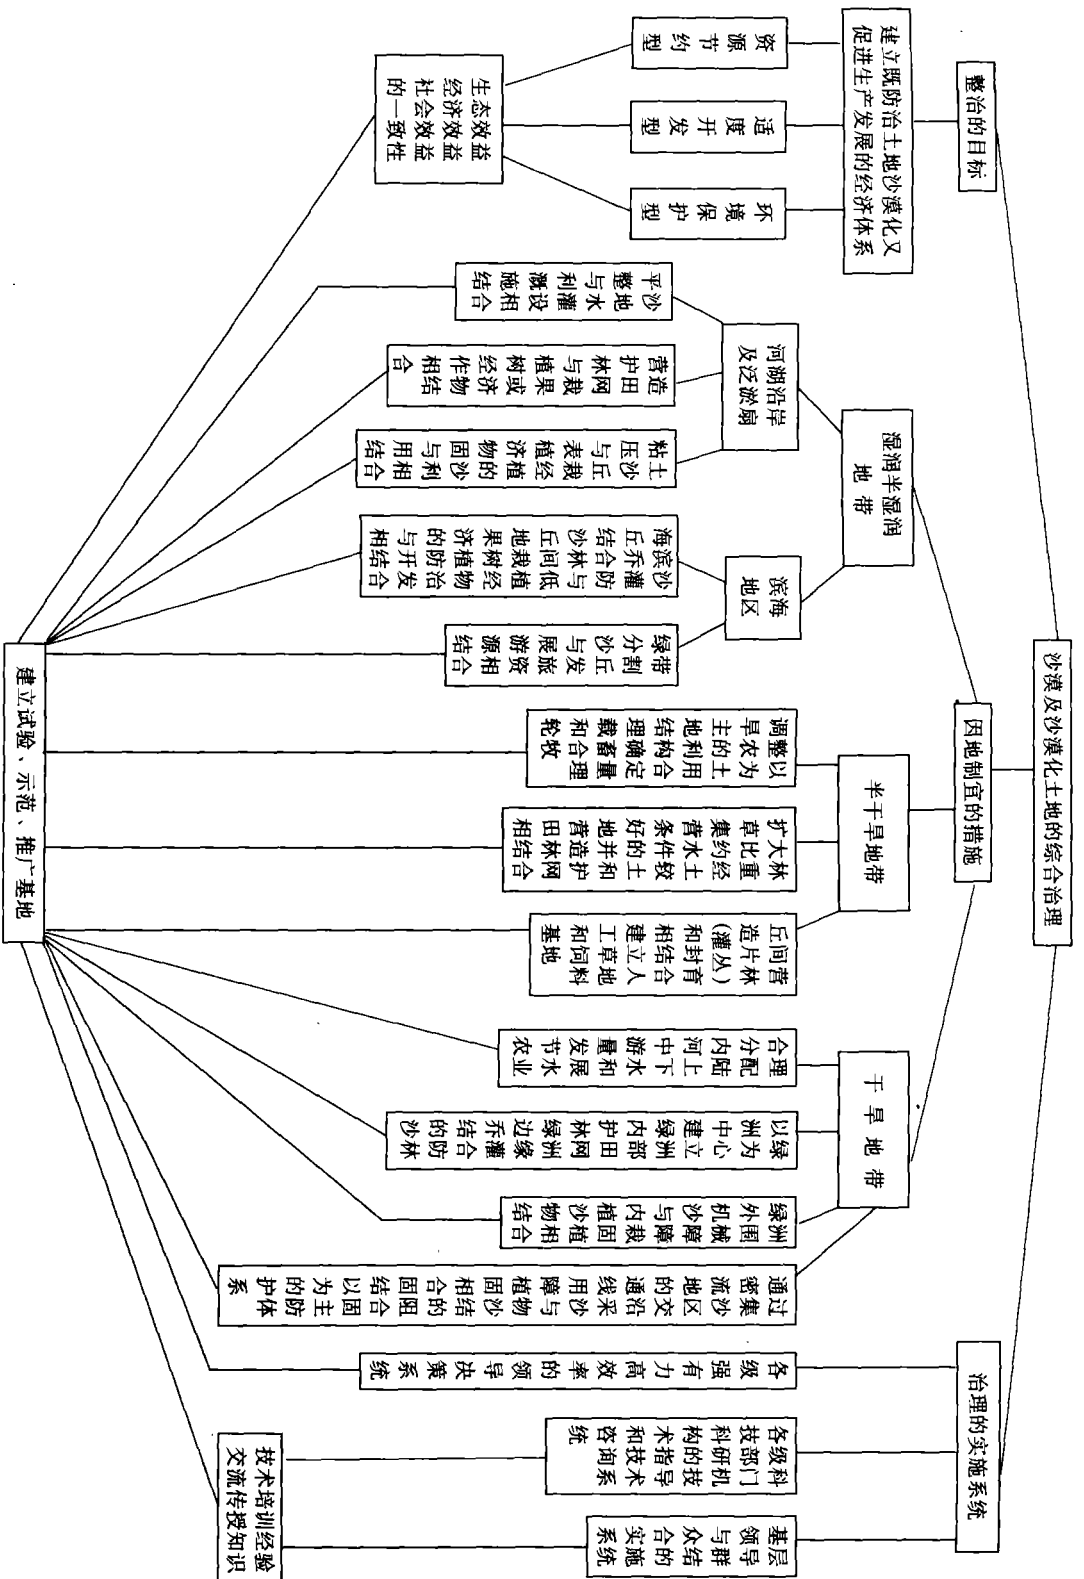 沙漠及沙漠化土地的综合治理
整治的目标
因地制宜的措施
治理的实施系统
建立既防治土地沙漠化又
促进生产发展的经济体系
湿润半湿润
地带
半干旱地带
干旱地带
河湖沿岸
及泛淤扇
滨海
地区
资源节约型
适度开发型
环境保护型
平沙
整地
与水
利灌
溉设
施相
结合
营造
护田
林网
与栽
植果
树或
经济
作物
相结
合
粘土
压沙
与丘
表栽
植经
济植
物的
固沙
与利
用相
结合
海滨沙
丘乔灌
结合防
沙林与
丘间低
地栽植
果树经
济植物
的防治
与开发
相结合
绿带
分割
沙丘
与发
展旅
游资
源相
结合
调整以
旱农为
主的土
地利用
结构合
理确定
载畜量
和合理
轮牧
扩大林
草比重
集约经
营水土
条件较
好的土
地并和
营造护
田林网
相结合
丘间营
造片林
(灌丛)
和封育
相结合
建立人
工草地
和饲料
基地
合理
分配
内陆
河上
中下
游水
量和
发展
节水
农业
以绿
洲为
中心
建立
绿洲
内部
护田
林网
绿洲
边缘
乔灌
结合
的防
沙林
绿洲
外围
机械
沙障
与障
内栽
植固
沙植
物相
结合
通过
密集
流沙
地区
的交
通沿
线采
用沙
障与
植物
固沙
相结
合的
固阻
结合
以固
为主
的防
护体
系
各级强有力高效率的领导决策系统
各级科
技部门
科研机
构的技
术指导
和技术
咨询系
统
基层
领导
与群
众结
合的
实施
系统
生态效益
经济效益
社会效益
的一致性
技术培训经验
交流传授知识
建立试验、示范、推广基地